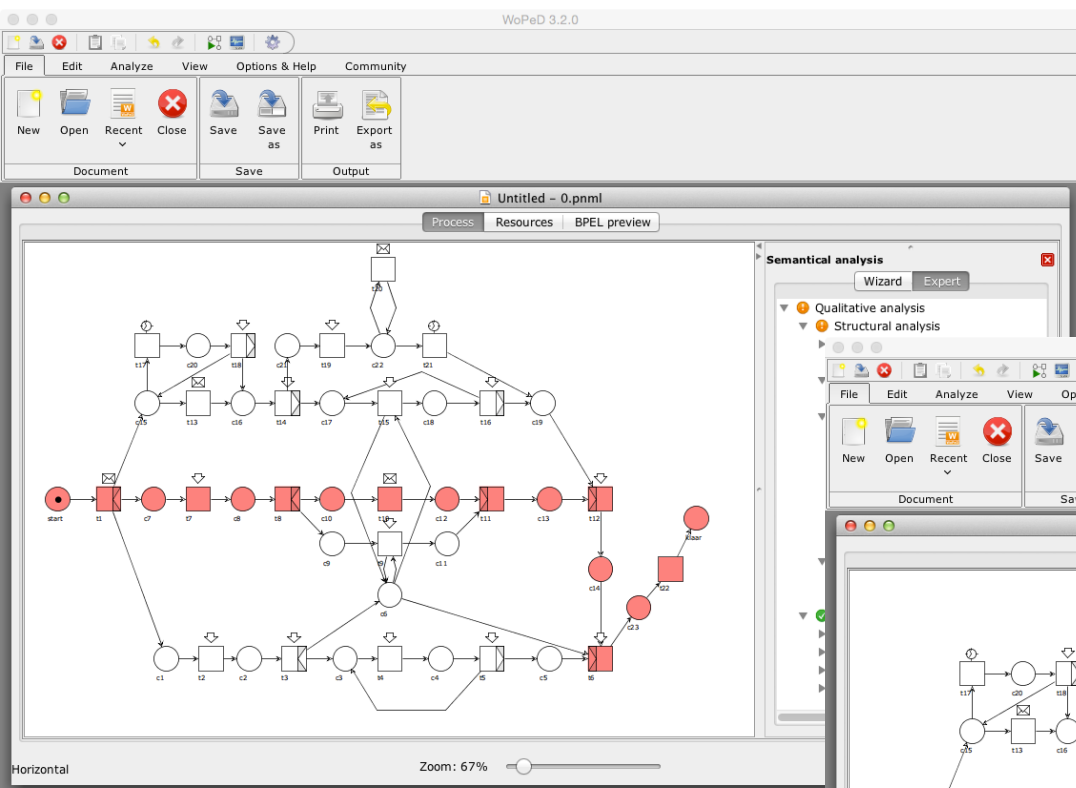 WoPeD 3.2.0
File Edit Analyze View Options & Help Community
New Open Recent Close Save Save as Print Export as
Document Save Output
Untitled – 0.pnml
Process Resources BPEL preview
Semantical analysis
Wizard Expert
Qualitative analysis
Structural analysis
t17 c20 t18 c21 t19 c22 t21
c15 t13 c16 t14 c17 t15 c18 t16 c19
start t1 c7 t7 t8 c10 c12 t11 c13 t12
c9 t9 c11
klaar
c14 t22
c6
c23
c1 t2 c2 t3 c3 t4 c4 t5 c5 t6
Horizontal
Zoom: 67%
File Edit Analyze View Op
New Open Recent Close Save
Document Sa
t17 c20 t18
c15 t13 c16